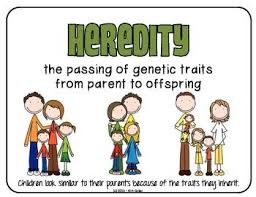 HEREDITY
the passing of genetic traits
from parent to offspring
Children look similar to their parents because of the traits they inherit.